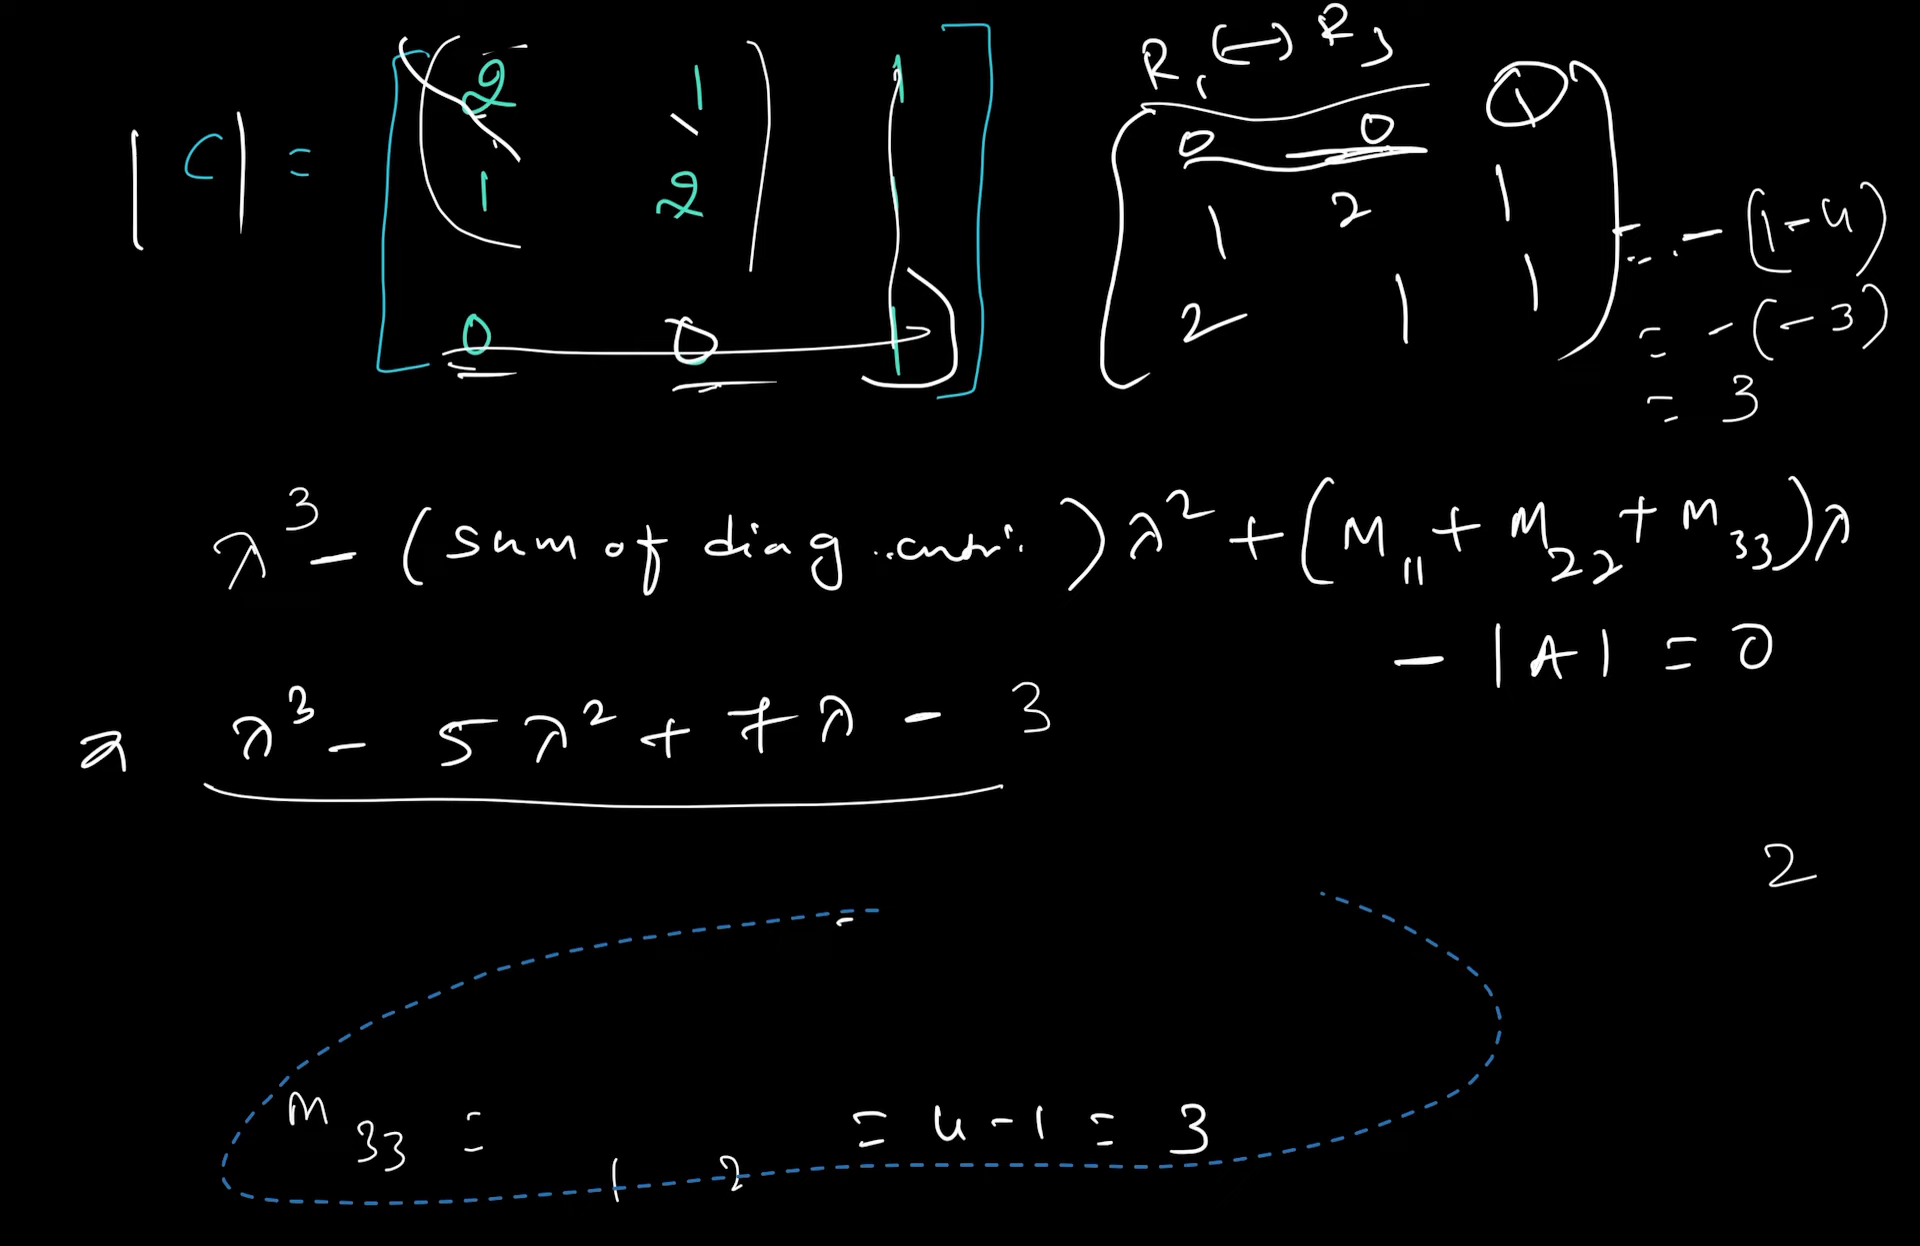 R₁ ↔ R₃
|C| = [2 1 1
1 2 1
0 0 1]
(0 0 1
1 2 1
2 1 1) = -(1-4)
= -(-3)
= 3
λ³ - (sum of diag. entri.)λ² + (M₁₁ + M₂₂ + M₃₃)λ
- |A| = 0
λ³ - 5λ² + 7λ - 3
2
M₃₃ = 1 2 = 4-1 = 3